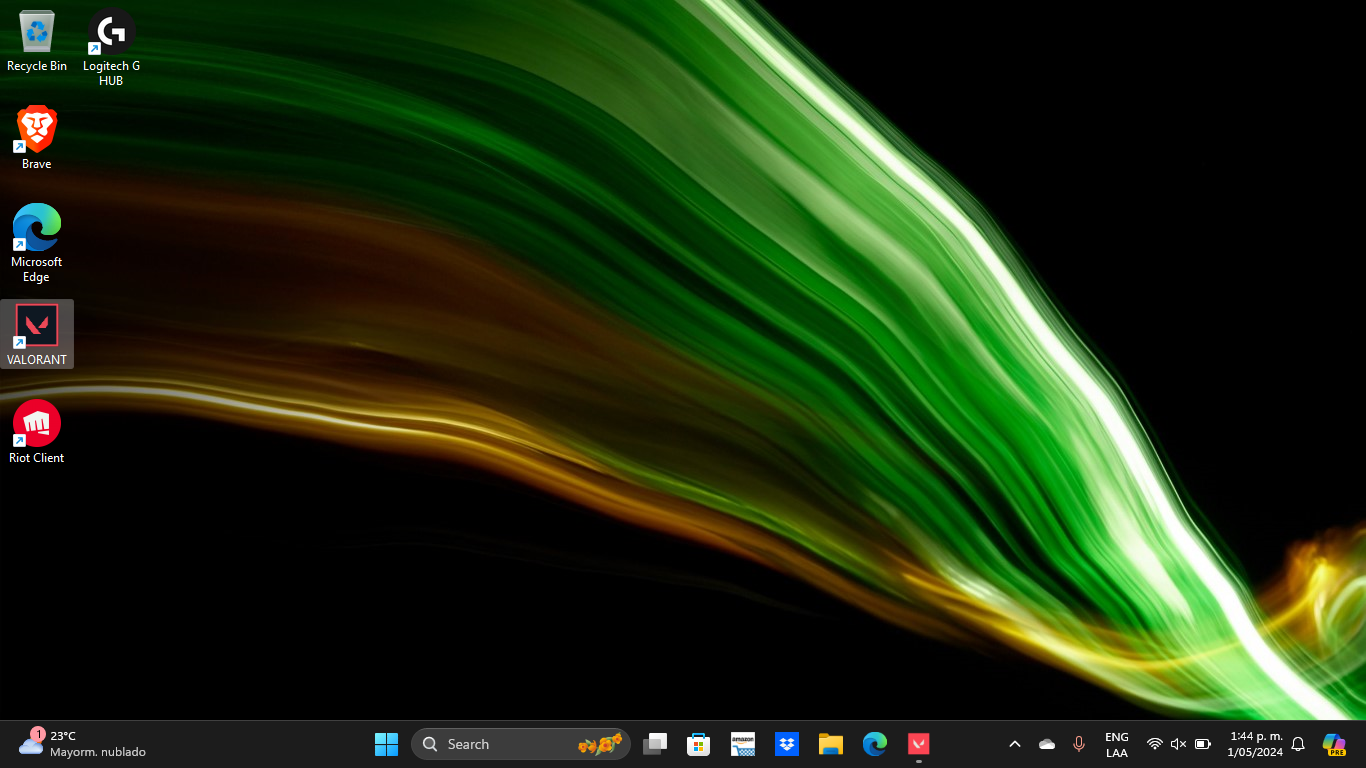 Recycle Bin
Logitech G
HUB
Brave
Microsoft
Edge
VALORANT
Riot Client
1
23°C
Mayorm. nublado
Search
amazon
ENG
LAA
1:44 p. m.
1/05/2024
PRE